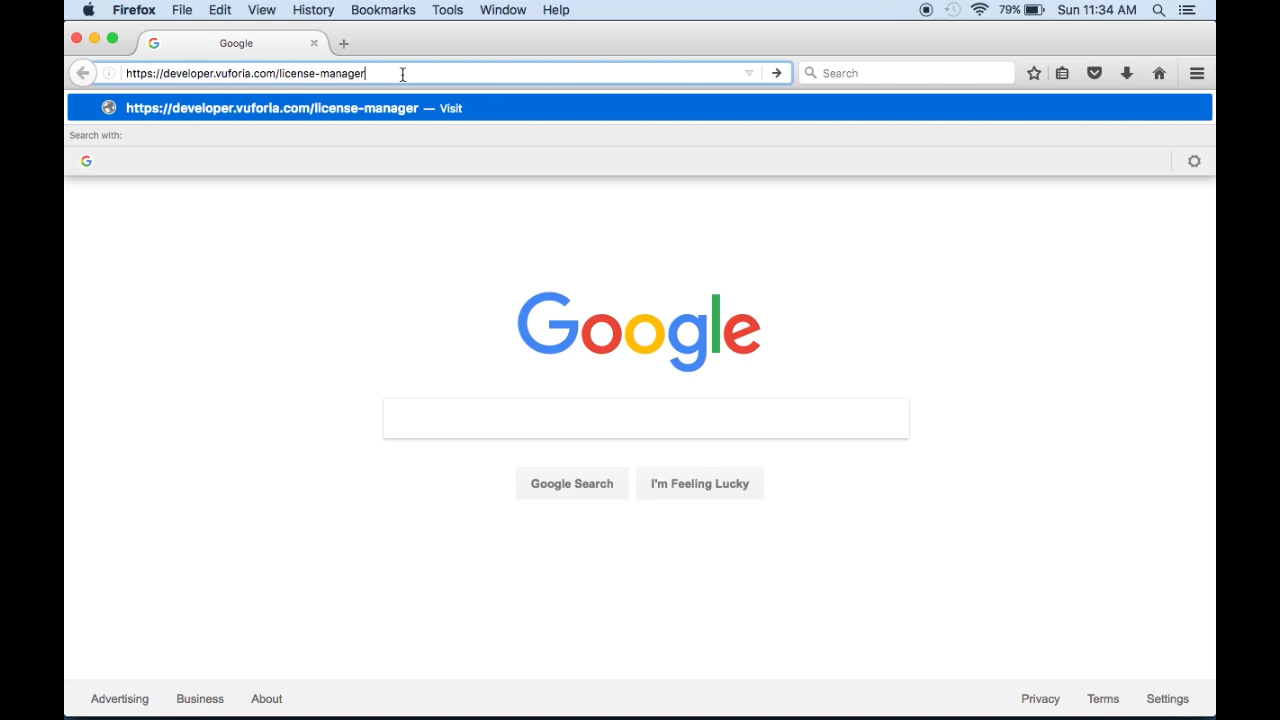 Firefox File Edit View History Bookmarks Tools Window Help 79% Sun 11:34 AM
Google
https://developer.vuforia.com/license-manager Search
https://developer.vuforia.com/license-manager — Visit
Search with:
Google
Google Search I'm Feeling Lucky
Advertising Business About Privacy Terms Settings